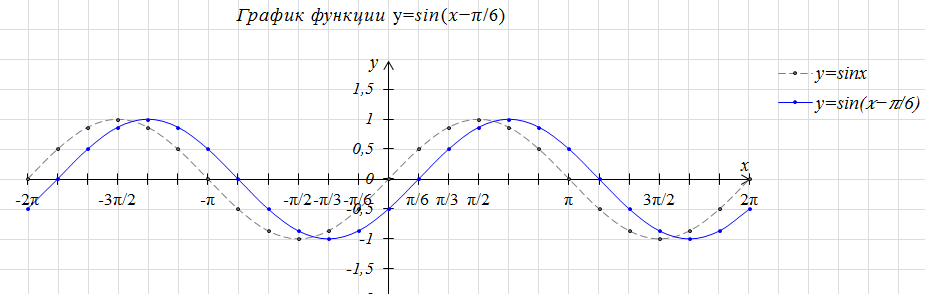 График функции y=sin(x−π/6)
y
1,5
y=sinx
y=sin(x−π/6)
1
0,5
x
0
-2π -3π/2 -π -π/2 -π/3 -π/6 π/6 π/3 π/2 π 3π/2 2π
-0,5
-1
-1,5